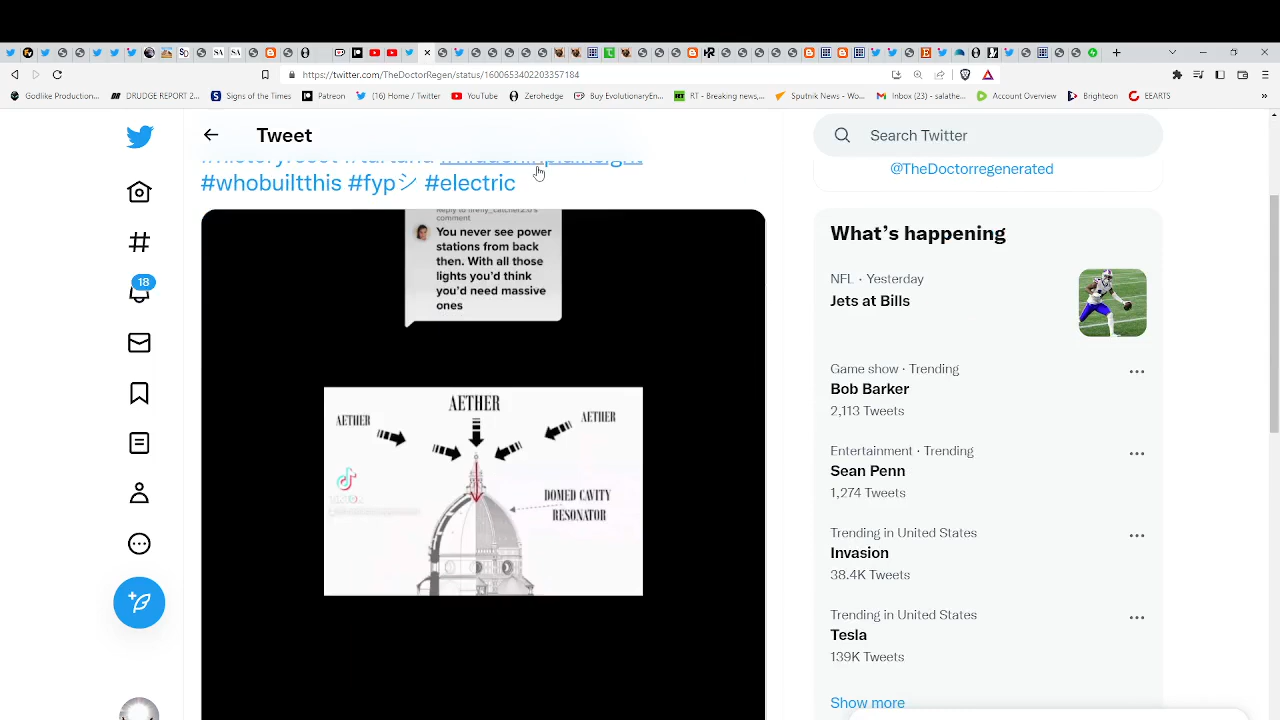 https://twitter.com/TheDoctorRegen/status/1600653402203357184
Godlike Production...
DRUDGE REPORT 2...
Signs of the Times
Patreon
(16) Home / Twitter
YouTube
Zerohedge
Buy EvolutionaryEn...
RT - Breaking news,...
Sputnik News - Wo...
Inbox (23) - salathe...
Account Overview
Brighteon
EEARTS
»
Tweet
Search Twitter
#whobuiltthis #fypシ #electric
@TheDoctorregenerated
18
comment
You never see power
stations from back
then. With all those
lights you'd think
you'd need massive
ones
AETHER
AETHER
AETHER
DOMED CAVITY
RESONATOR
What's happening
NFL · Yesterday
Jets at Bills
Game show · Trending
Bob Barker
2,113 Tweets
Entertainment · Trending
Sean Penn
1,274 Tweets
Trending in United States
Invasion
38.4K Tweets
Trending in United States
Tesla
139K Tweets
Show more